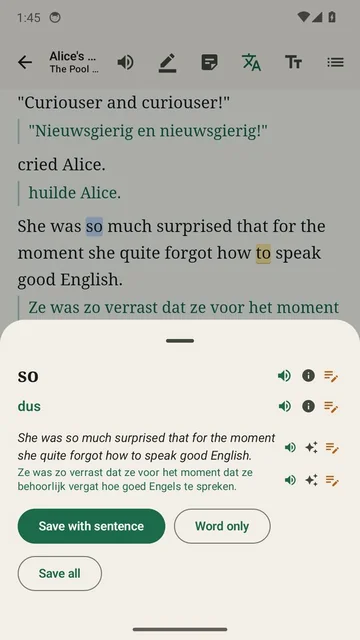 1:45
Alice's ...
The Pool ...
Tт
"Curiouser and curiouser!"
"Nieuwsgierig en nieuwsgierig!"
cried Alice.
huilde Alice.
She was so much surprised that for the
moment she quite forgot how to speak
good English.
Ze was zo verrast dat ze voor het moment
so
dus
She was so much surprised that for the moment
she quite forgot how to speak good English.
Ze was zo verrast dat ze voor het moment dat ze
behoorlijk vergat hoe goed Engels te spreken.
Save with sentence
Word only
Save all